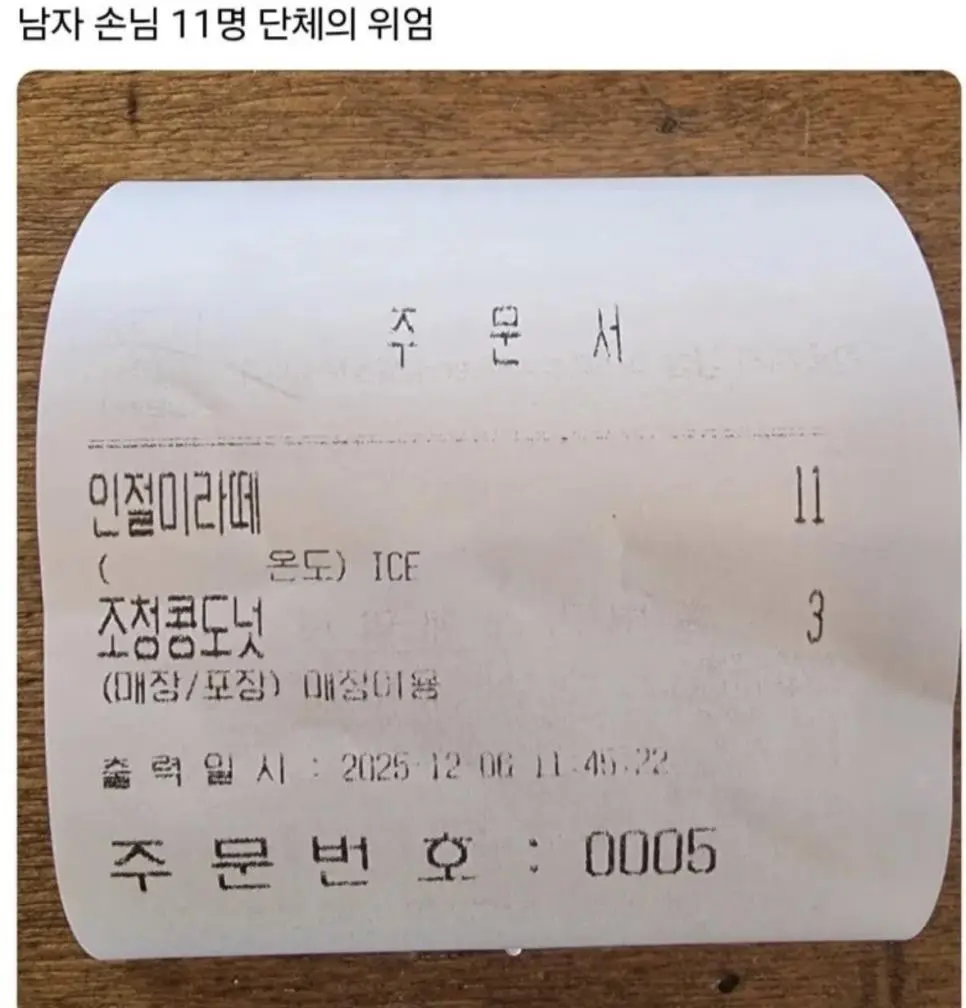 남자 손님 11명 단체의 위엄
주 문 서
인절미라떼 11
( 온도) ICE
조청콩도넛 3
(매장/포장) 매장이용
출 력 일 시 : 2025-12-06 11:45:22
주 문 번 호 : 0005